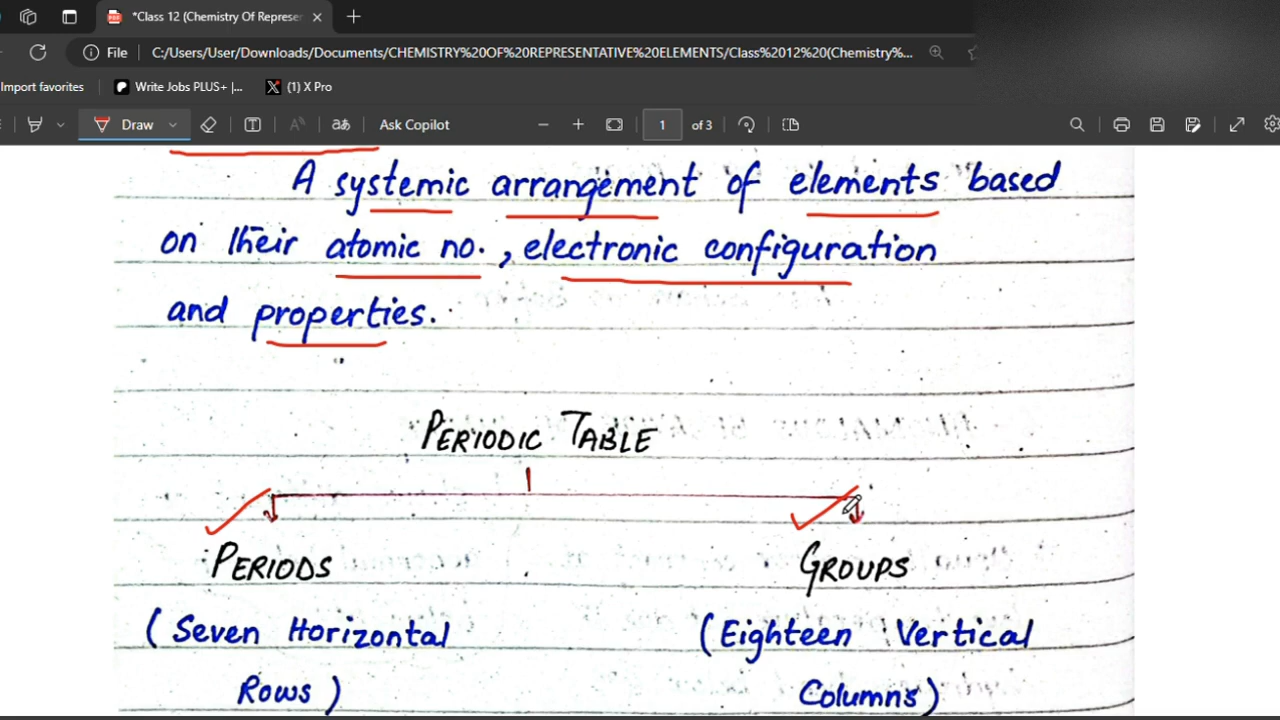 *Class 12 (Chemistry Of Represer
File C:/Users/User/Downloads/Documents/CHEMISTRY%20OF%20REPRESENTATIVE%20ELEMENTS/Class%2012%20(Chemistry%...
Import favorites Write Jobs PLUS+ |... (1) X Pro
Draw Ask Copilot 1 of 3
A systemic arrangement of elements based
on their atomic no., electronic configuration
and properties.
PERIODIC TABLE
PERIODS GROUPS
(Seven Horizontal (Eighteen Vertical
Rows) Columns)